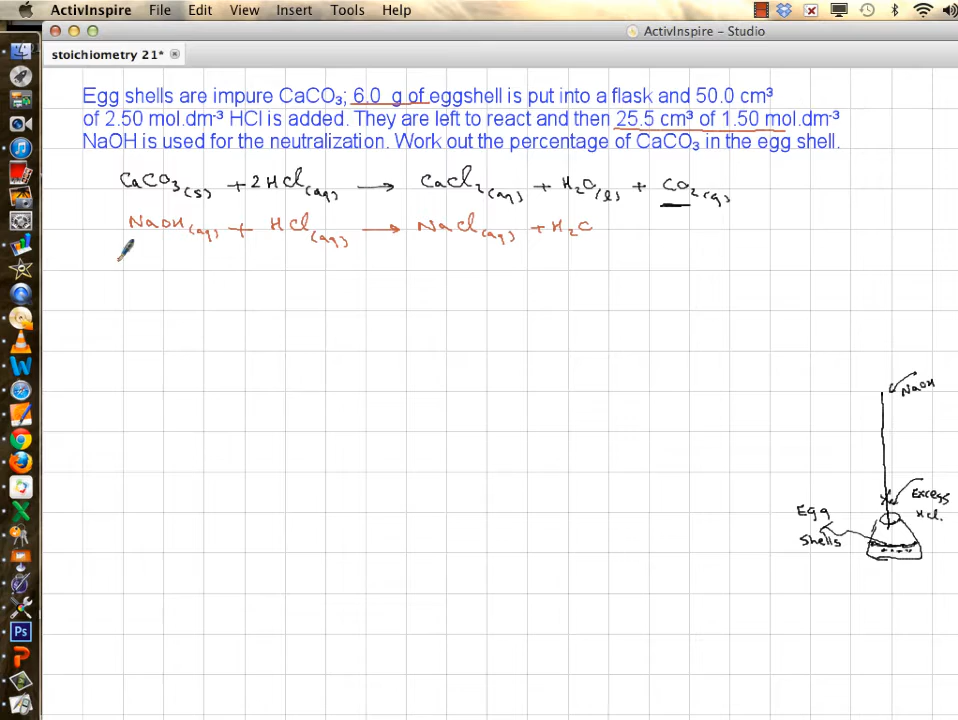 ActivInspire File Edit View Insert Tools Help
ActivInspire – Studio
stoichiometry 21*
Egg shells are impure CaCO₃; 6.0 g of eggshell is put into a flask and 50.0 cm³
of 2.50 mol.dm⁻³ HCl is added. They are left to react and then 25.5 cm³ of 1.50 mol.dm⁻³
NaOH is used for the neutralization. Work out the percentage of CaCO₃ in the egg shell.
CaCO₃(s) + 2HCl(aq) → CaCl₂(aq) + H₂O(l) + CO₂(g)
NaOH(aq) + HCl(aq) → NaCl(aq) + H₂O
NaOH
Excess
HCl.
Egg
Shells
W
X
Ps
P